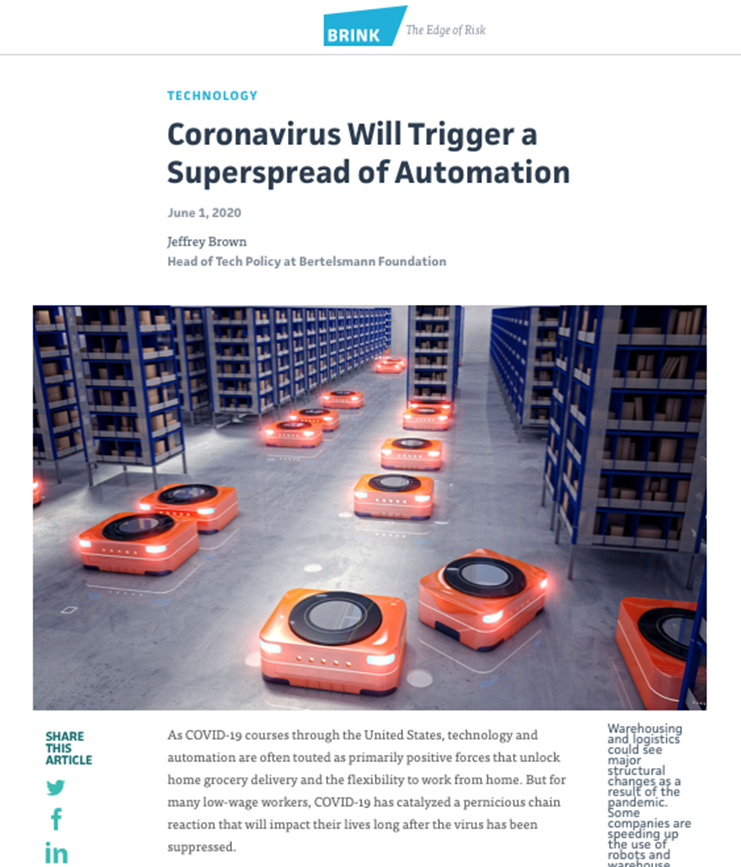 BRINK The Edge of Risk
TECHNOLOGY
Coronavirus Will Trigger a
Superspread of Automation
June 1, 2020
Jeffrey Brown
Head of Tech Policy at Bertelsmann Foundation
SHARE
THIS
ARTICLE
As COVID-19 courses through the United States, technology and
automation are often touted as primarily positive forces that unlock
home grocery delivery and the flexibility to work from home. But for
many low-wage workers, COVID-19 has catalyzed a pernicious chain
reaction that will impact their lives long after the virus has been
suppressed.
Warehousing
and logistics
could see
major
structural
changes as a
result of the
pandemic.
Some
companies are
speeding up
the use of
robots and
warehouse